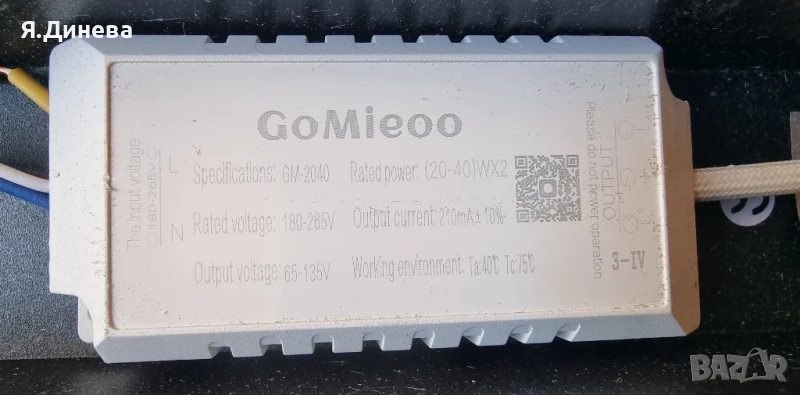 Я.Динева
GoMieoo
The input voltage
180-265V
L
N
Specifications: GM-2040 Rated power: (20-40)WX2
Rated voltage: 180-265V Output current: 210mA±10%
Output voltage: 65-135V Working environment: Ta:40℃ Tc:75℃
Please do not power operation
OUTPUT
-
+
-
3-IV
BAZAR